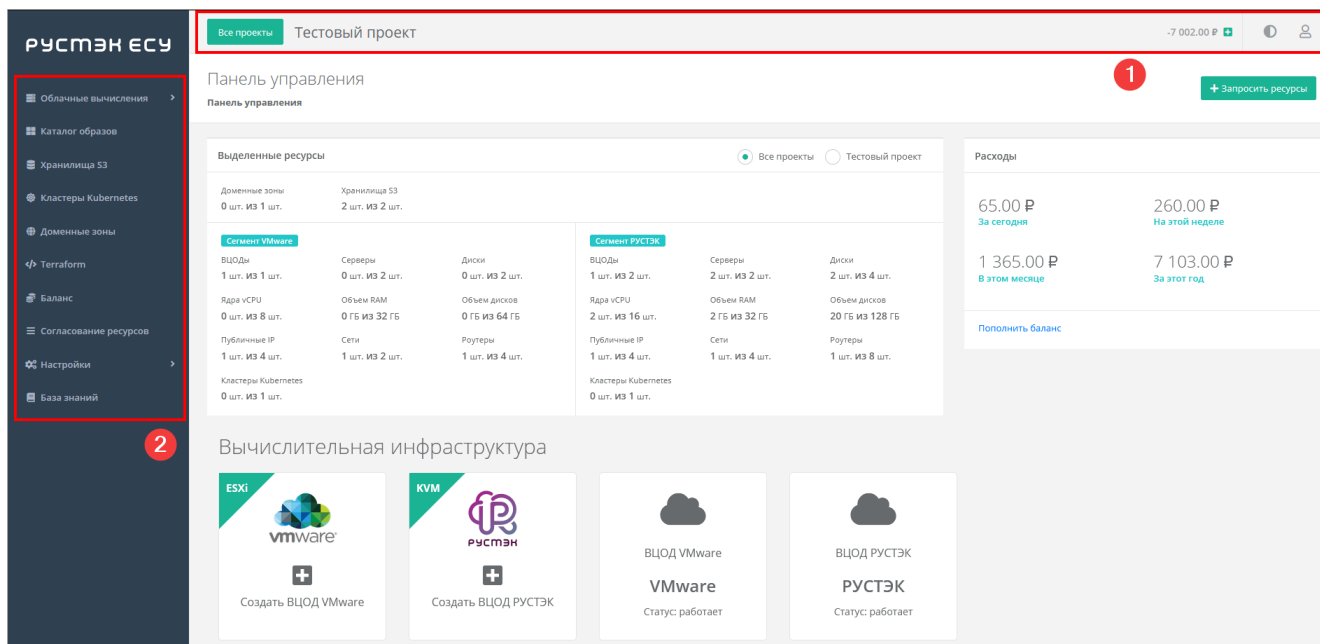 РУСТЭК ЕСУ
Облачные вычисления
Каталог образов
Хранилища S3
Кластеры Kubernetes
Доменные зоны
Terraform
Баланс
Согласование ресурсов
Настройки
База знаний
2
Все проекты Тестовый проект -7 002.00 ₽
1
Панель управления
Панель управления
Запросить ресурсы
Выделенные ресурсы Все проекты Тестовый проект
Доменные зоны Хранилища S3
0 шт. из 1 шт. 2 шт. из 2 шт.
Сегмент VMware
ВЦОДы Серверы Диски
1 шт. из 1 шт. 0 шт. из 2 шт. 0 шт. из 2 шт.
Ядра vCPU Объем RAM Объем дисков
0 шт. из 8 шт. 0 ГБ из 32 ГБ 0 ГБ из 64 ГБ
Публичные IP Сети Роутеры
1 шт. из 4 шт. 1 шт. из 2 шт. 1 шт. из 4 шт.
Кластеры Kubernetes
0 шт. из 1 шт.
Сегмент РУСТЭК
ВЦОДы Серверы Диски
1 шт. из 2 шт. 2 шт. из 2 шт. 2 шт. из 4 шт.
Ядра vCPU Объем RAM Объем дисков
2 шт. из 16 шт. 2 ГБ из 32 ГБ 20 ГБ из 128 ГБ
Публичные IP Сети Роутеры
1 шт. из 4 шт. 1 шт. из 4 шт. 1 шт. из 8 шт.
Кластеры Kubernetes
0 шт. из 1 шт.
Расходы
65.00 ₽ 260.00 ₽
За сегодня На этой неделе
1 365.00 ₽ 7 103.00 ₽
В этом месяце За этот год
Пополнить баланс
Вычислительная инфраструктура
ESXi
vmware
Создать ВЦОД VMware
KVM
РУСТЭК
Создать ВЦОД РУСТЭК
ВЦОД VMware
VMware
Статус: работает
ВЦОД РУСТЭК
РУСТЭК
Статус: работает